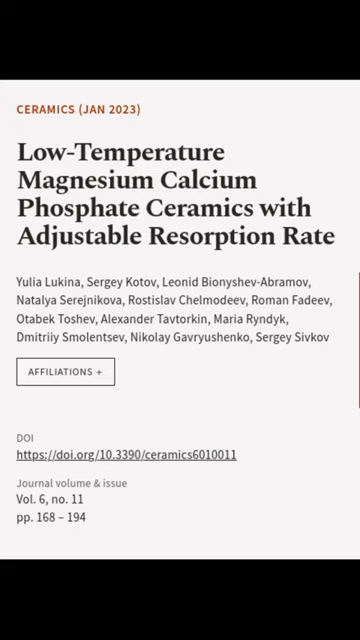 CERAMICS (JAN 2023)
Low-Temperature
Magnesium Calcium
Phosphate Ceramics with
Adjustable Resorption Rate
Yulia Lukina, Sergey Kotov, Leonid Bionyshev-Abramov,
Natalya Serejnikova, Rostislav Chelmodeev, Roman Fadeev,
Otabek Toshev, Alexander Tavtorkin, Maria Ryndyk,
Dmitriiy Smolentsev, Nikolay Gavryushenko, Sergey Sivkov
AFFILIATIONS +
DOI
https://doi.org/10.3390/ceramics6010011
Journal volume & issue
Vol. 6, no. 11
pp. 168 – 194